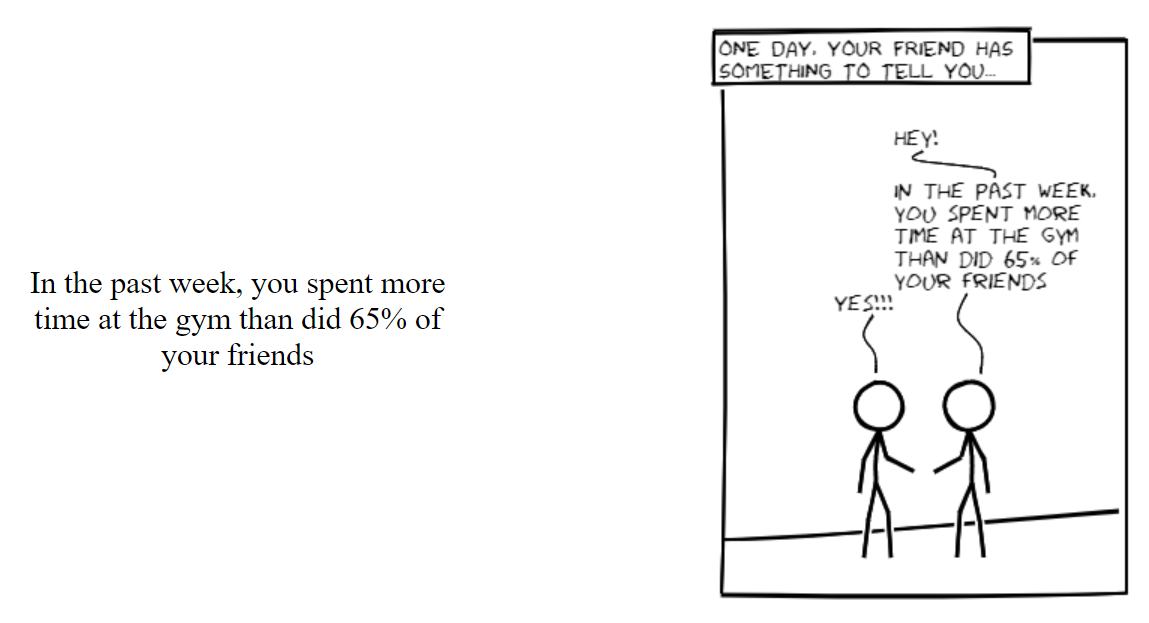 In the past week, you spent more
time at the gym than did 65% of
your friends
ONE DAY, YOUR FRIEND HAS
SOMETHING TO TELL YOU...
HEY!
IN THE PAST WEEK,
YOU SPENT MORE
TIME AT THE GYM
THAN DID 65% OF
YOUR FRIENDS
YES!!!